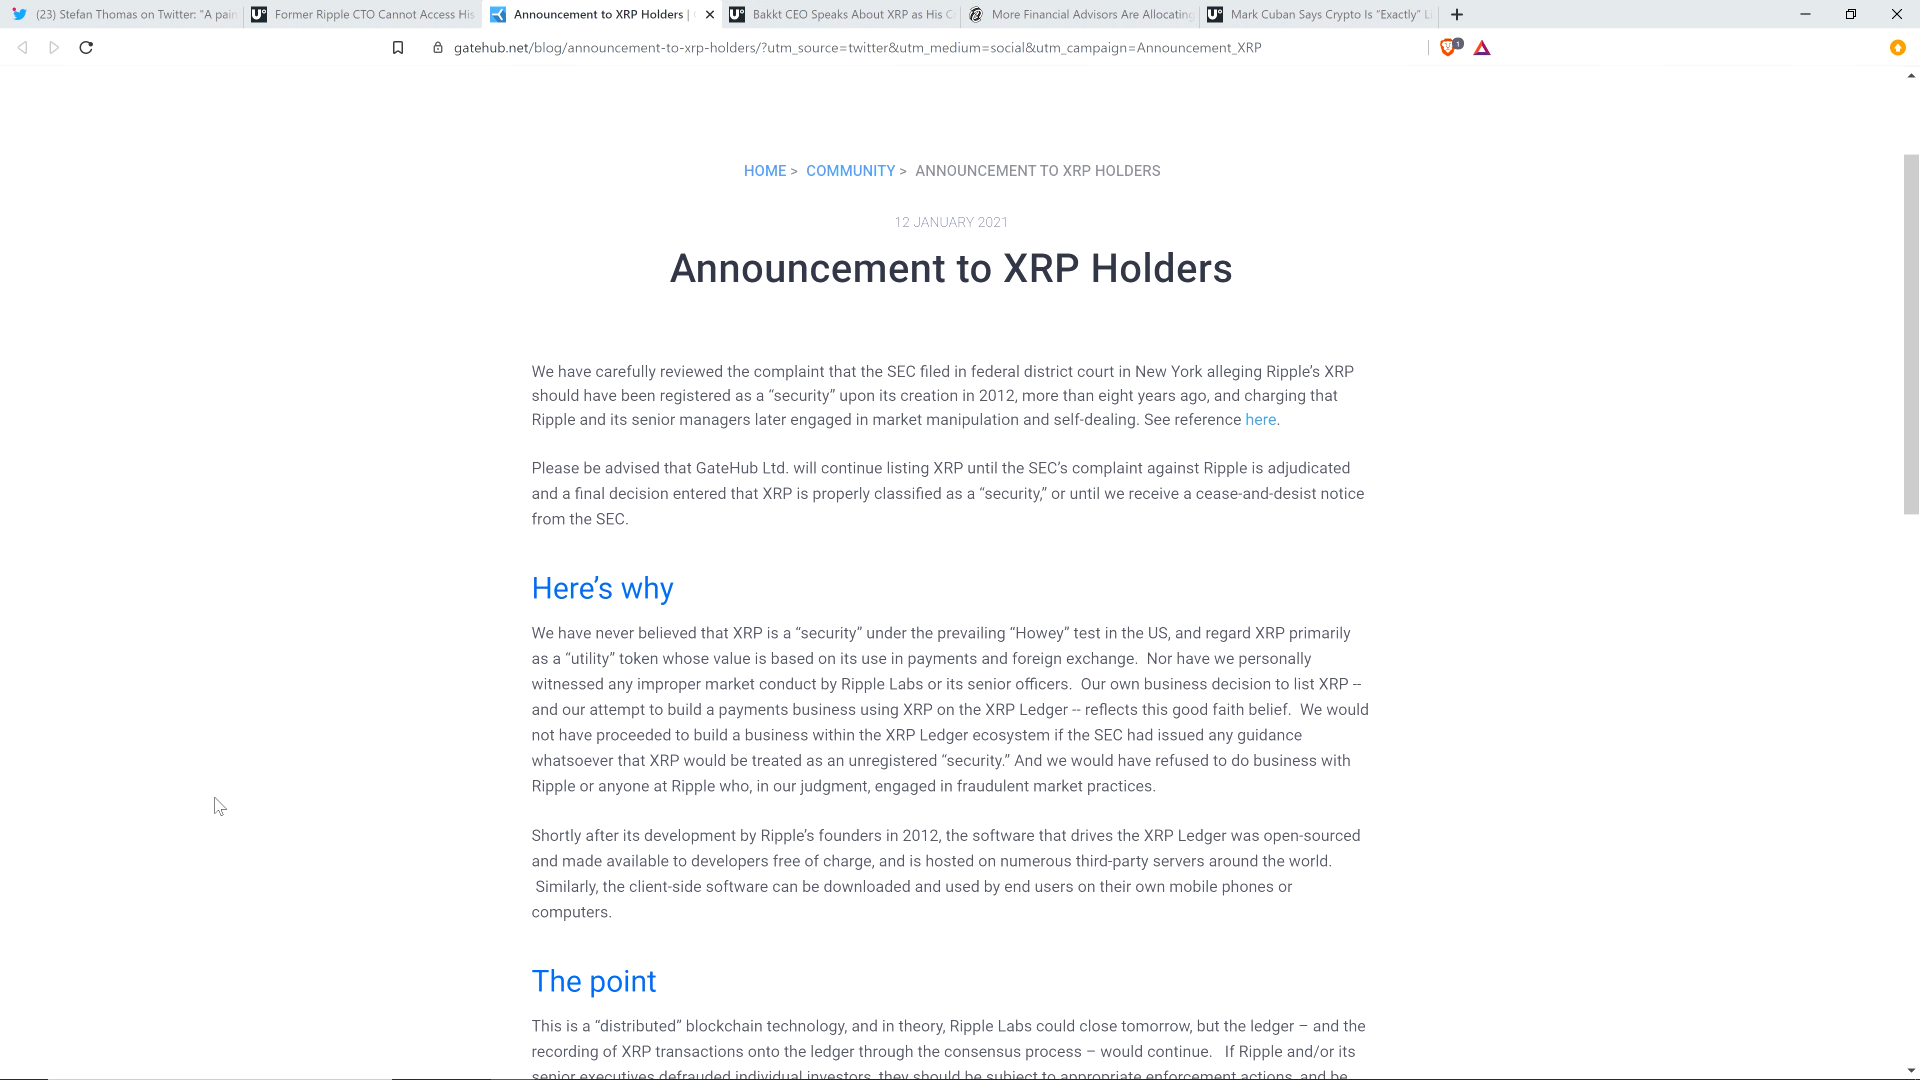 (23) Stefan Thomas on Twitter: "A pain
Former Ripple CTO Cannot Access His
Announcement to XRP Holders |
Bakkt CEO Speaks About XRP as His C
More Financial Advisors Are Allocating
Mark Cuban Says Crypto Is "Exactly" Li
gatehub.net/blog/announcement-to-xrp-holders/?utm_source=twitter&utm_medium=social&utm_campaign=Announcement_XRP
1
HOME > COMMUNITY > ANNOUNCEMENT TO XRP HOLDERS
12 JANUARY 2021
Announcement to XRP Holders
We have carefully reviewed the complaint that the SEC filed in federal district court in New York alleging Ripple’s XRP
should have been registered as a “security” upon its creation in 2012, more than eight years ago, and charging that
Ripple and its senior managers later engaged in market manipulation and self-dealing. See reference here.
Please be advised that GateHub Ltd. will continue listing XRP until the SEC’s complaint against Ripple is adjudicated
and a final decision entered that XRP is properly classified as a “security,” or until we receive a cease-and-desist notice
from the SEC.
Here’s why
We have never believed that XRP is a “security” under the prevailing “Howey” test in the US, and regard XRP primarily
as a “utility” token whose value is based on its use in payments and foreign exchange.  Nor have we personally
witnessed any improper market conduct by Ripple Labs or its senior officers.  Our own business decision to list XRP --
and our attempt to build a payments business using XRP on the XRP Ledger -- reflects this good faith belief.  We would
not have proceeded to build a business within the XRP Ledger ecosystem if the SEC had issued any guidance
whatsoever that XRP would be treated as an unregistered “security.” And we would have refused to do business with
Ripple or anyone at Ripple who, in our judgment, engaged in fraudulent market practices.
Shortly after its development by Ripple’s founders in 2012, the software that drives the XRP Ledger was open-sourced
and made available to developers free of charge, and is hosted on numerous third-party servers around the world.
Similarly, the client-side software can be downloaded and used by end users on their own mobile phones or
computers.
The point
This is a “distributed” blockchain technology, and in theory, Ripple Labs could close tomorrow, but the ledger – and the
recording of XRP transactions onto the ledger through the consensus process – would continue.   If Ripple and/or its
senior executives defrauded individual investors, they should be subject to appropriate enforcement actions, and be